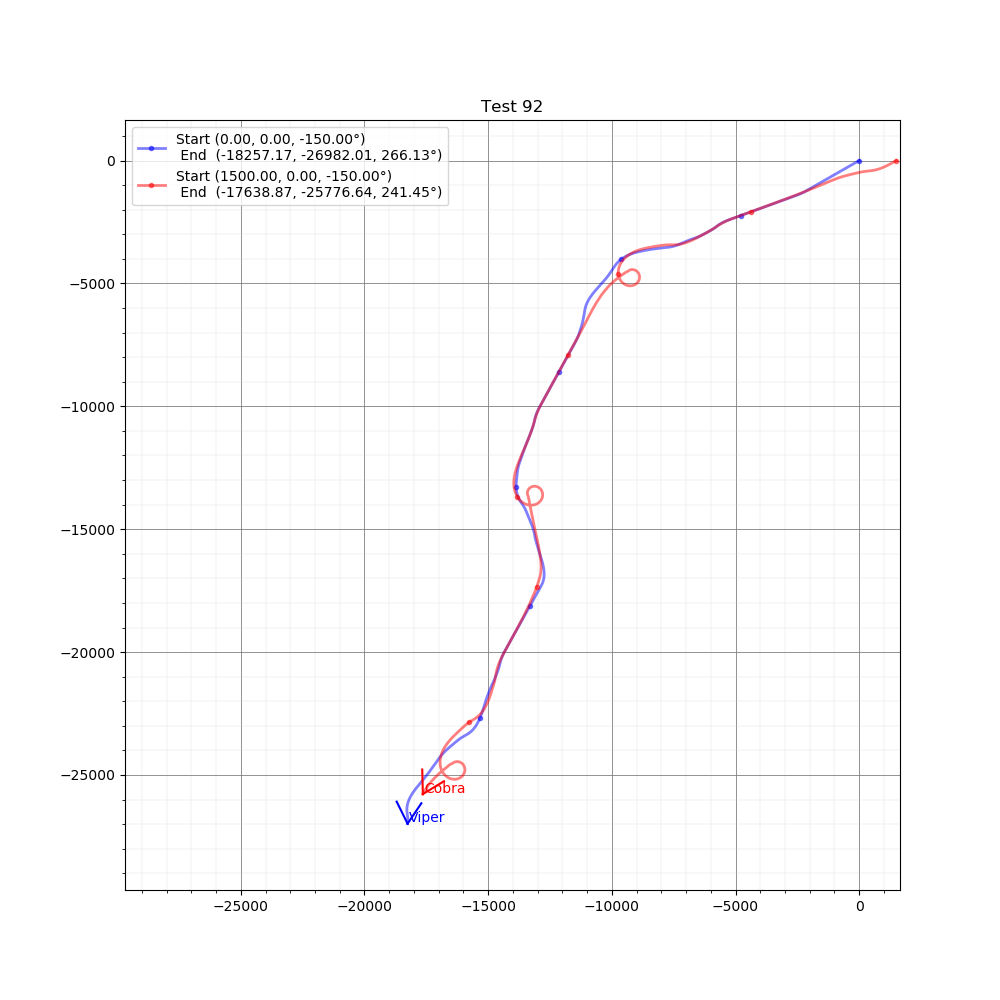 Test 92
Start (0.00, 0.00, -150.00°)
End  (-18257.17, -26982.01, 266.13°)
Start (1500.00, 0.00, -150.00°)
End  (-17638.87, -25776.64, 241.45°)
0
−5000
−10000
−15000
−20000
−25000
Cobra
Viper
−25000 −20000 −15000 −10000 −5000 0